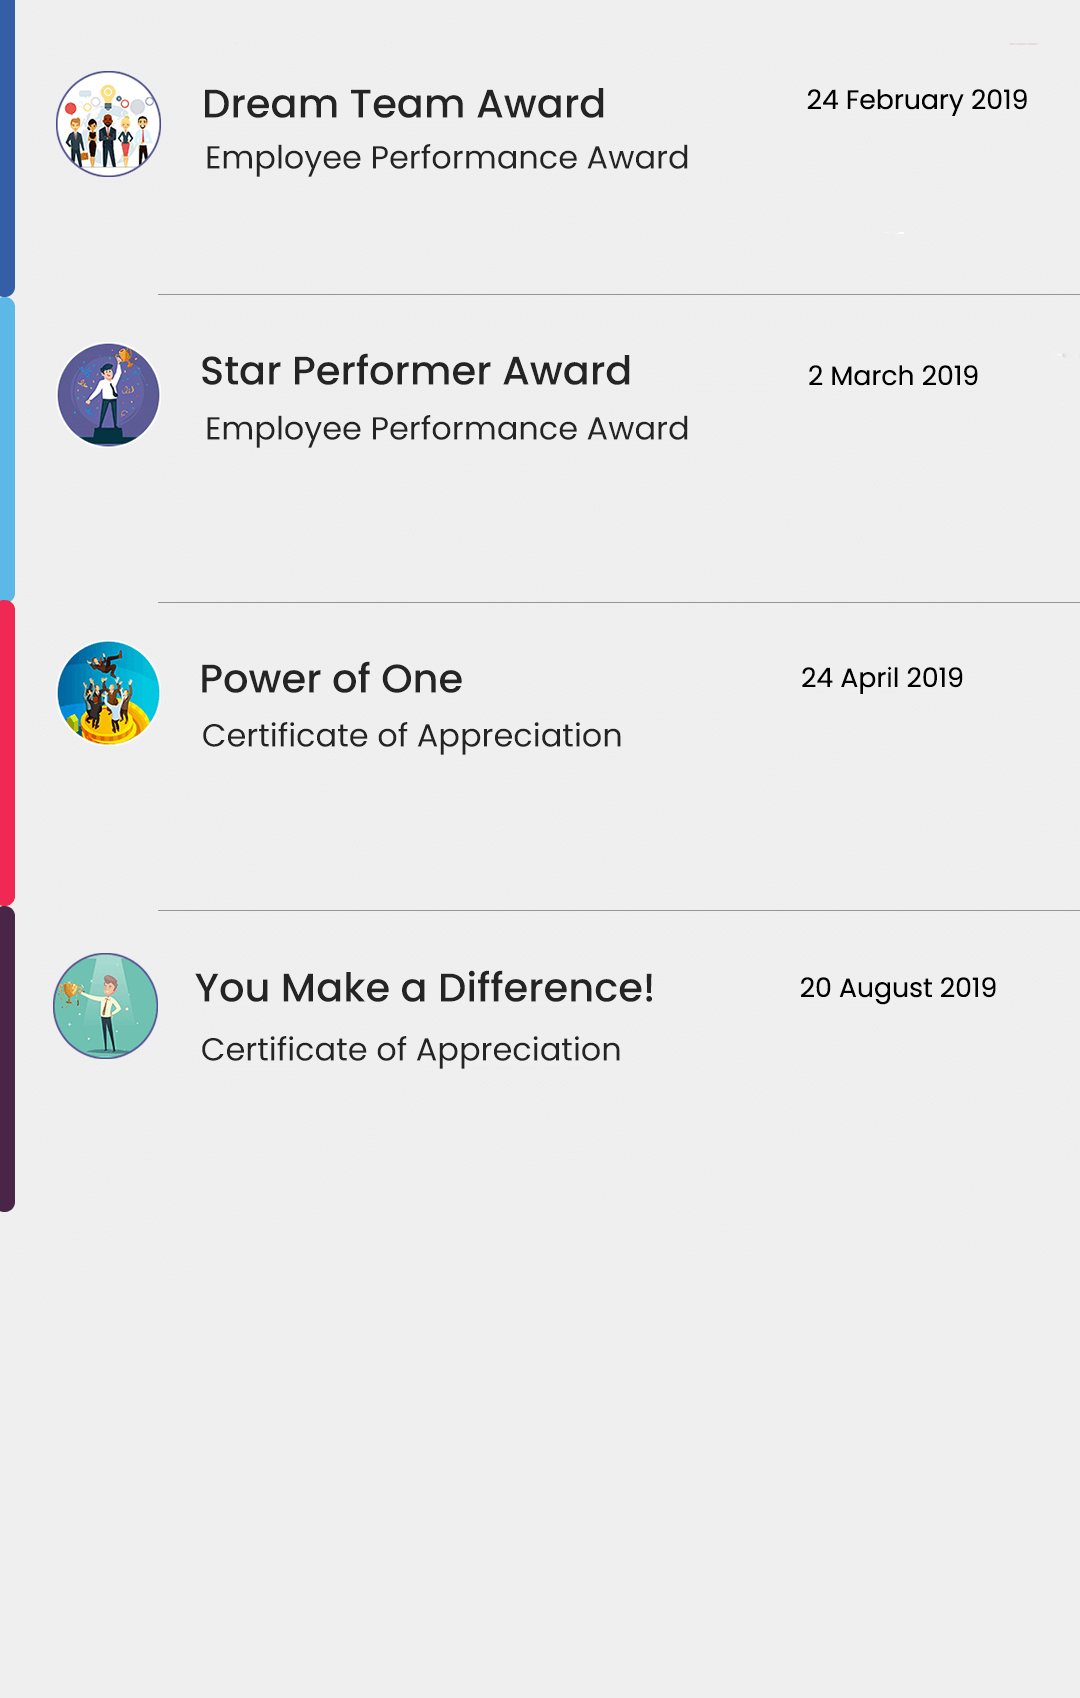 Dream Team Award
24 February 2019
Employee Performance Award
Star Performer Award
2 March 2019
Employee Performance Award
Power of One
24 April 2019
Certificate of Appreciation
You Make a Difference!
20 August 2019
Certificate of Appreciation